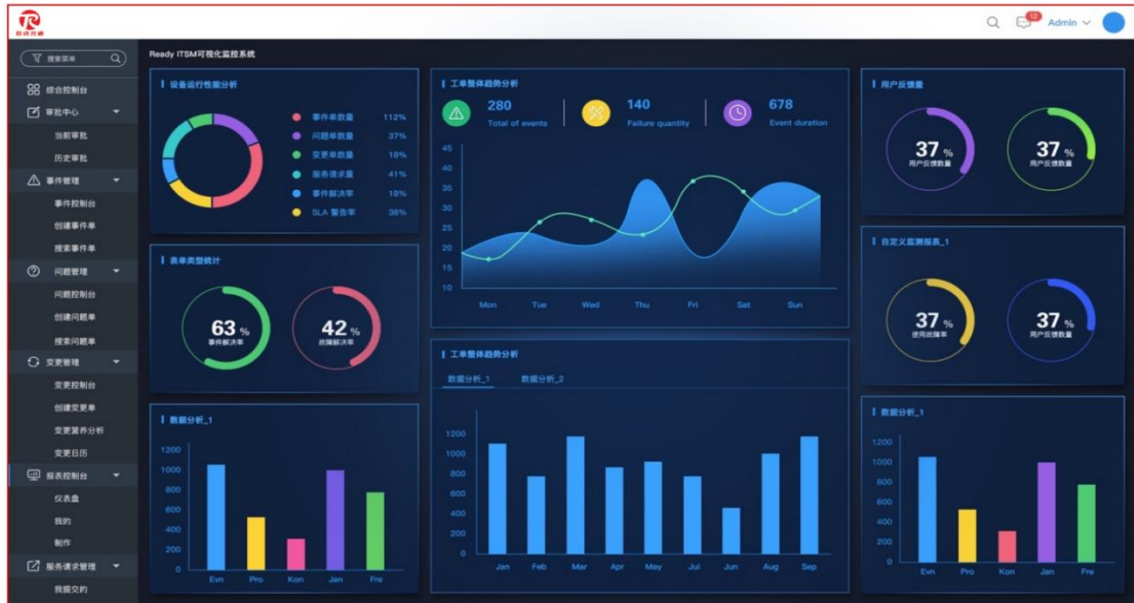 Admin
搜索菜单
综合控制台
审批中心
当前审批
历史审批
事件管理
事件控制台
创建事件单
搜索事件单
问题管理
问题控制台
创建问题单
搜索问题单
变更管理
变更控制台
创建变更单
变更日历
报表控制台
仪表盘
我的
制作
服务请求管理
我提交的
Ready ITSM可视化监控系统
设备运行性能分析
事件单数量 112%
问题单数量 37%
变更单数量 18%
服务请求量 41%
事件解决率 18%
SLA 警告率 38%
表单类型统计
63 %
事件解决率
42 %
故障解决率
数据分析_1
1200
1000
800
600
400
200
0
Evn Pro Kon Jan Fre
工单整体趋势分析
280
Total of events
140
Failure quantity
678
Event duration
45
40
35
30
25
20
15
10
Mon Tue Wed Thu Fri Sat Sun
工单整体趋势分析
数据分析_1 数据分析_2
1200
1000
800
600
400
200
0
Jan Feb Mar Apr May Jul Jun Aug Sep
用户反馈量
37 %
用户反馈数量
37 %
用户反馈数量
自定义监测报表_1
37 %
使用故障率
37 %
用户反馈数量
数据分析_1
1200
1000
800
600
400
200
0
Evn Pro Kon Jan Fre